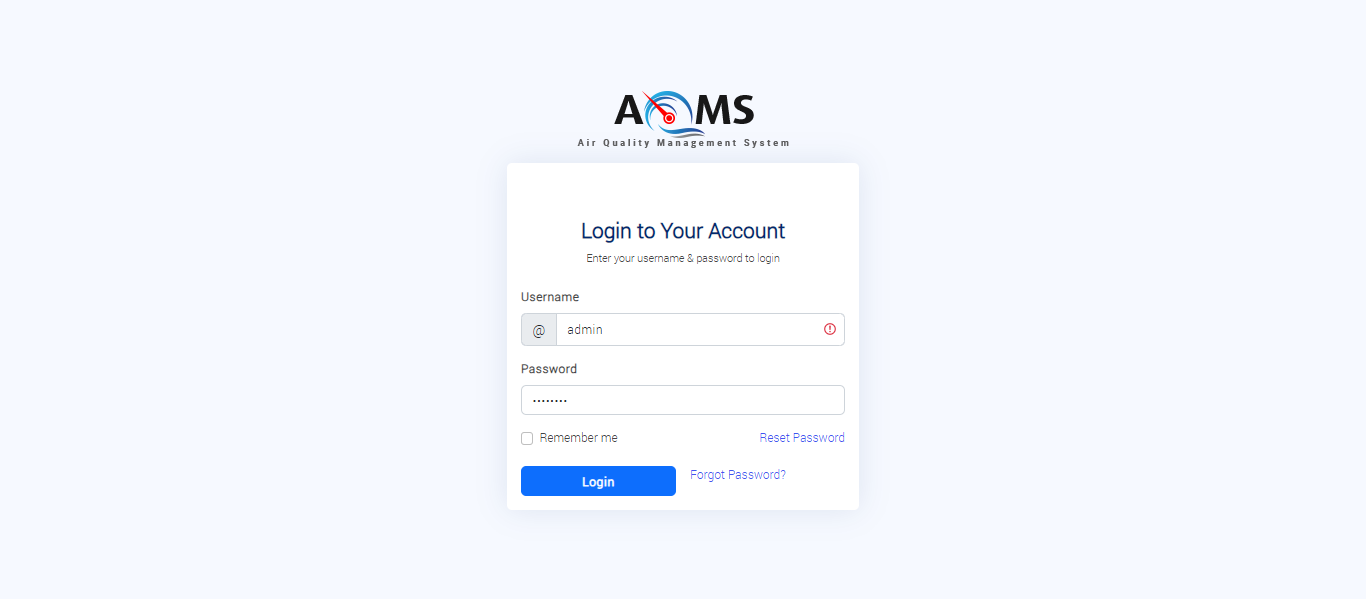 AQMS
Air Quality Management System
Login to Your Account
Enter your username & password to login
Username
@ admin
Password
••••••••
Remember me Reset Password
Login Forgot Password?